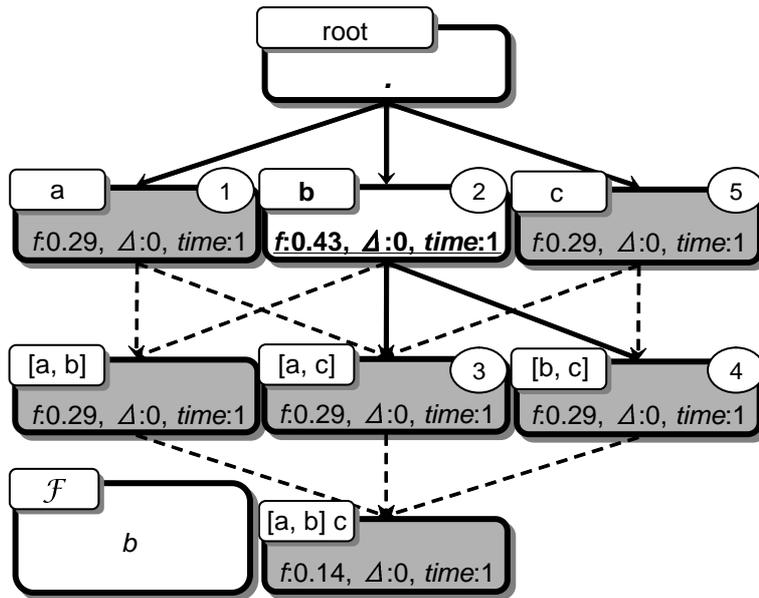 root
.
a
1
b
2
c
5
f:0.29, Δ:0, time:1
f:0.43, Δ:0, time:1
f:0.29, Δ:0, time:1
[a, b]
[a, c]
3
[b, c]
4
f:0.29, Δ:0, time:1
f:0.29, Δ:0, time:1
f:0.29, Δ:0, time:1
ℱ
b
[a, b] c
f:0.14, Δ:0, time:1